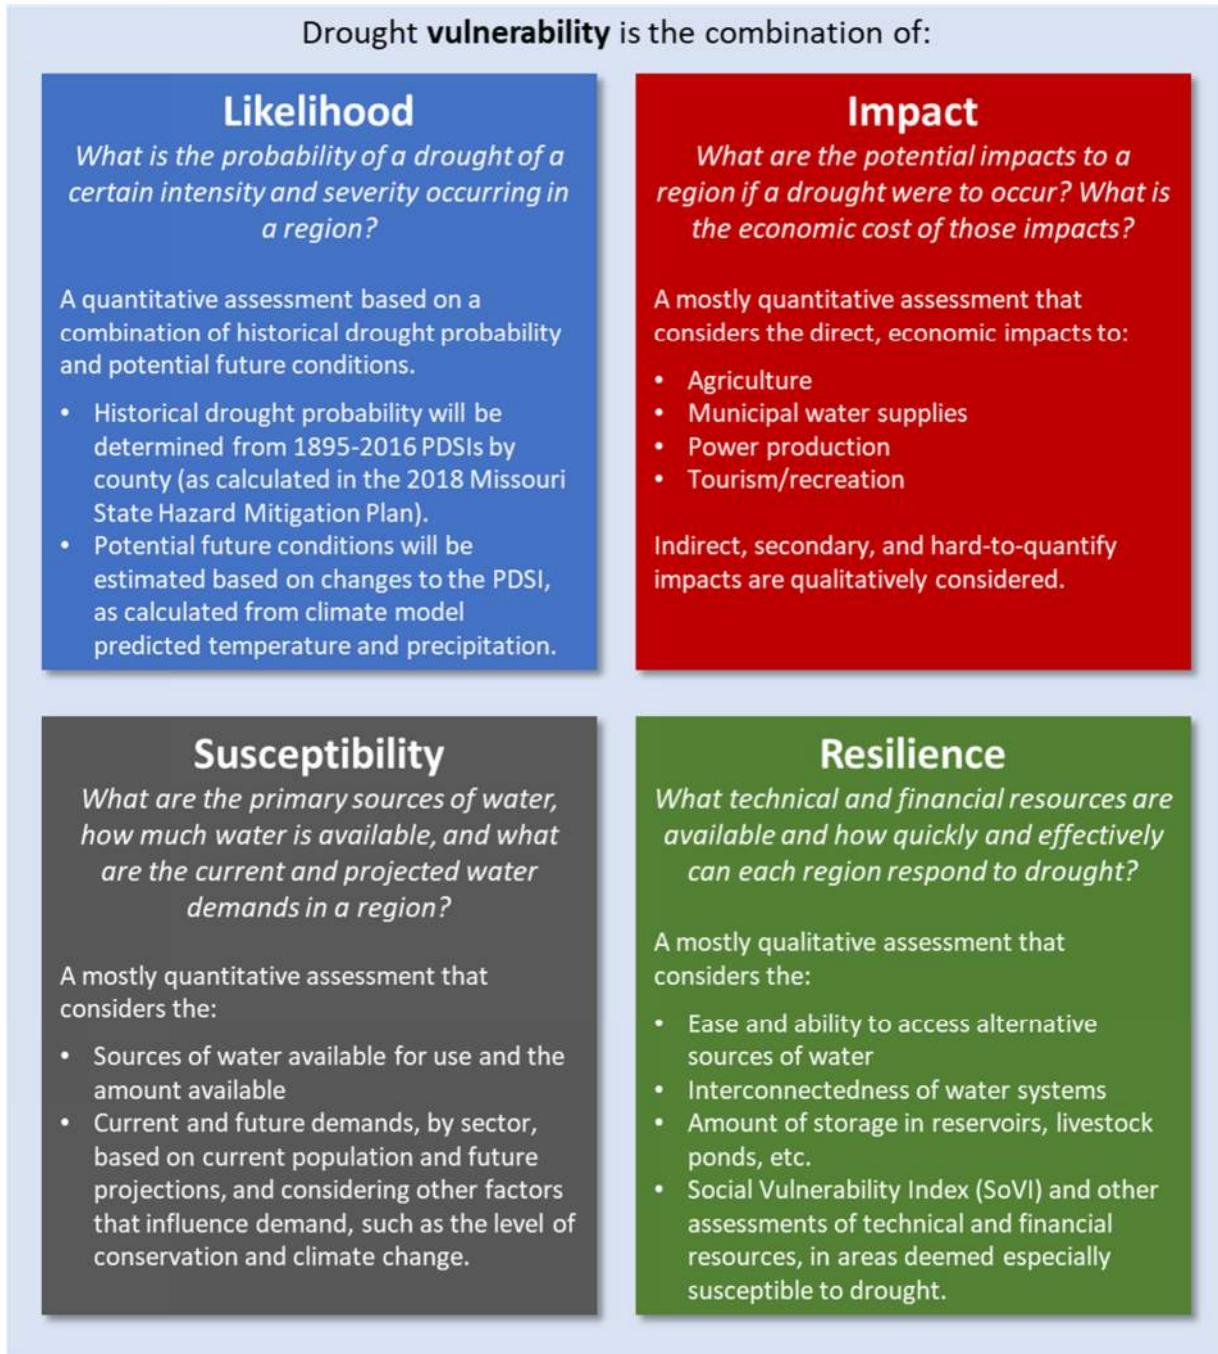 Drought vulnerability is the combination of:
Likelihood
What is the probability of a drought of a
certain intensity and severity occurring in
a region?
A quantitative assessment based on a
combination of historical drought probability
and potential future conditions.
• Historical drought probability will be
determined from 1895-2016 PDSIs by
county (as calculated in the 2018 Missouri
State Hazard Mitigation Plan).
• Potential future conditions will be
estimated based on changes to the PDSI,
as calculated from climate model
predicted temperature and precipitation.
Impact
What are the potential impacts to a
region if a drought were to occur? What is
the economic cost of those impacts?
A mostly quantitative assessment that
considers the direct, economic impacts to:
• Agriculture
• Municipal water supplies
• Power production
• Tourism/recreation
Indirect, secondary, and hard-to-quantify
impacts are qualitatively considered.
Susceptibility
What are the primary sources of water,
how much water is available, and what
are the current and projected water
demands in a region?
A mostly quantitative assessment that
considers the:
• Sources of water available for use and the
amount available
• Current and future demands, by sector,
based on current population and future
projections, and considering other factors
that influence demand, such as the level of
conservation and climate change.
Resilience
What technical and financial resources are
available and how quickly and effectively
can each region respond to drought?
A mostly qualitative assessment that
considers the:
• Ease and ability to access alternative
sources of water
• Interconnectedness of water systems
• Amount of storage in reservoirs, livestock
ponds, etc.
• Social Vulnerability Index (SoVI) and other
assessments of technical and financial
resources, in areas deemed especially
susceptible to drought.